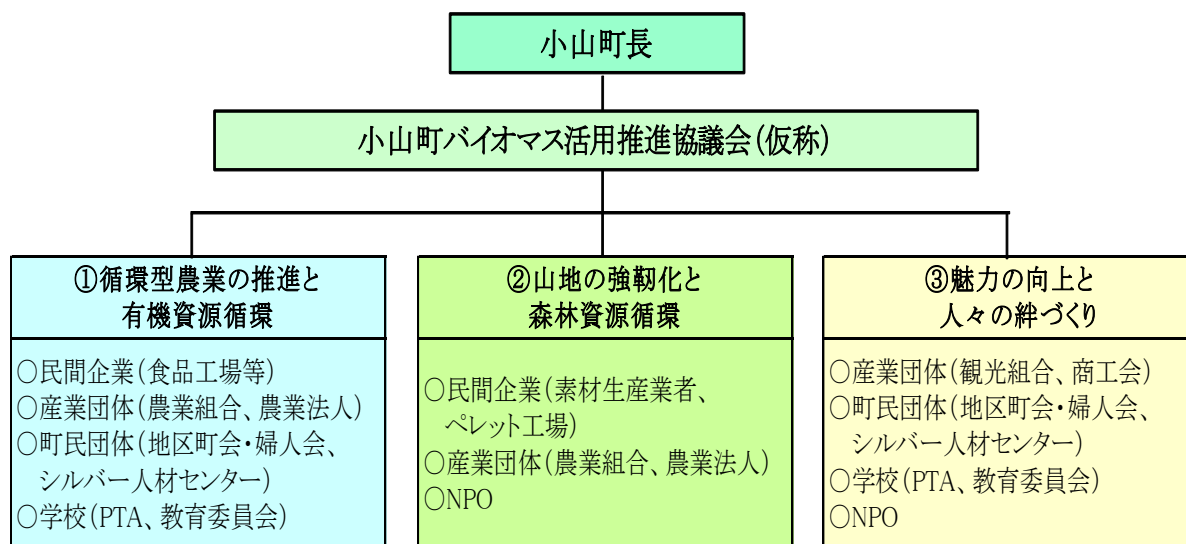 小山町長
小山町バイオマス活用推進協議会(仮称)
①循環型農業の推進と
有機資源循環
○民間企業(食品工場等)
○産業団体(農業組合、農業法人)
○町民団体(地区町会・婦人会、
シルバー人材センター)
○学校(PTA、教育委員会)
②山地の強靭化と
森林資源循環
○民間企業(素材生産業者、
ペレット工場)
○産業団体(農業組合、農業法人)
○NPO
③魅力の向上と
人々の絆づくり
○産業団体(観光組合、商工会)
○町民団体(地区町会・婦人会、
シルバー人材センター)
○学校(PTA、教育委員会)
○NPO